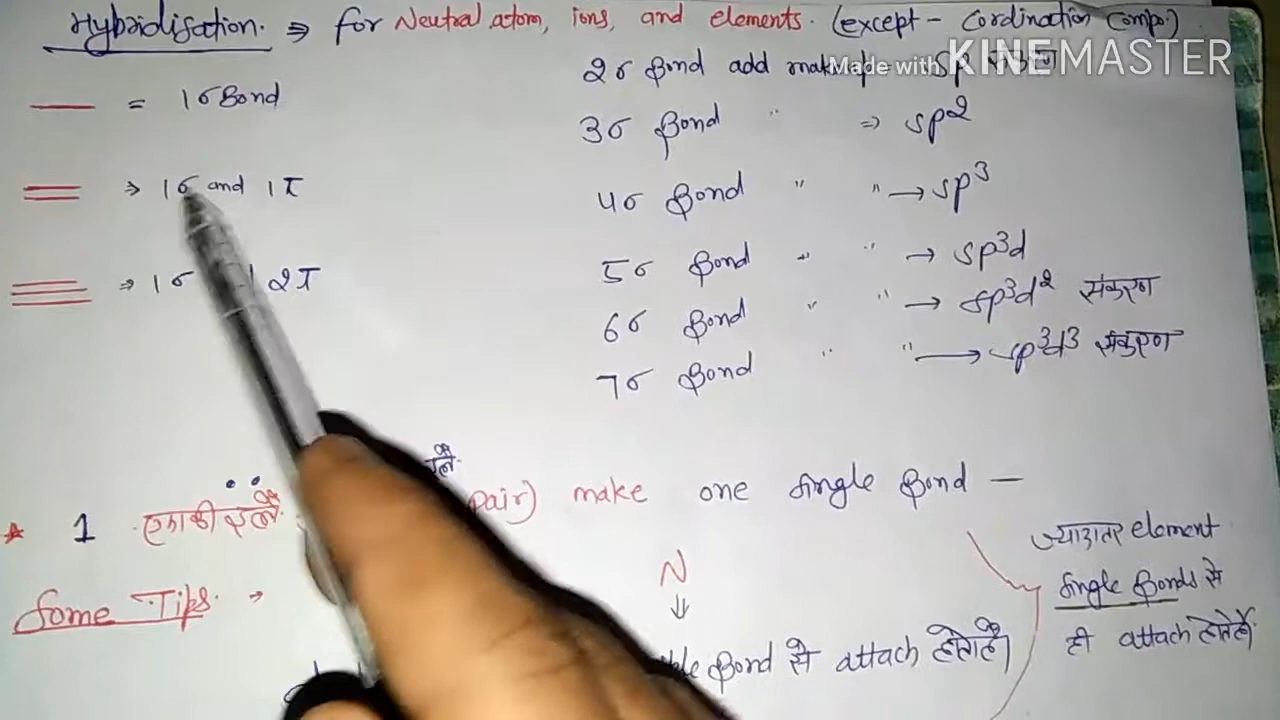 Hybridisation. ⇒ for Neutral atom, ions, and elements. (except - Cordination Comps.)
Made with KINEMASTER
— = 1σ Bond
2σ Bond add make
3σ Bond " ⇒ sp2
= ⇒ 1σ and 1π
4σ Bond " " → sp3
5σ Bond " " → sp3d
≡ ⇒ 1σ 2π
6σ Bond " " → sp3d2 संकरण
7σ Bond " " → sp3d3 संकरण
* 1 एकाकी pair) make one single Bond —
Some Tips. →
N
⇓
Bond से attach होता है।
ज्यादातर element
single Bonds से
ही attach होते हैं।